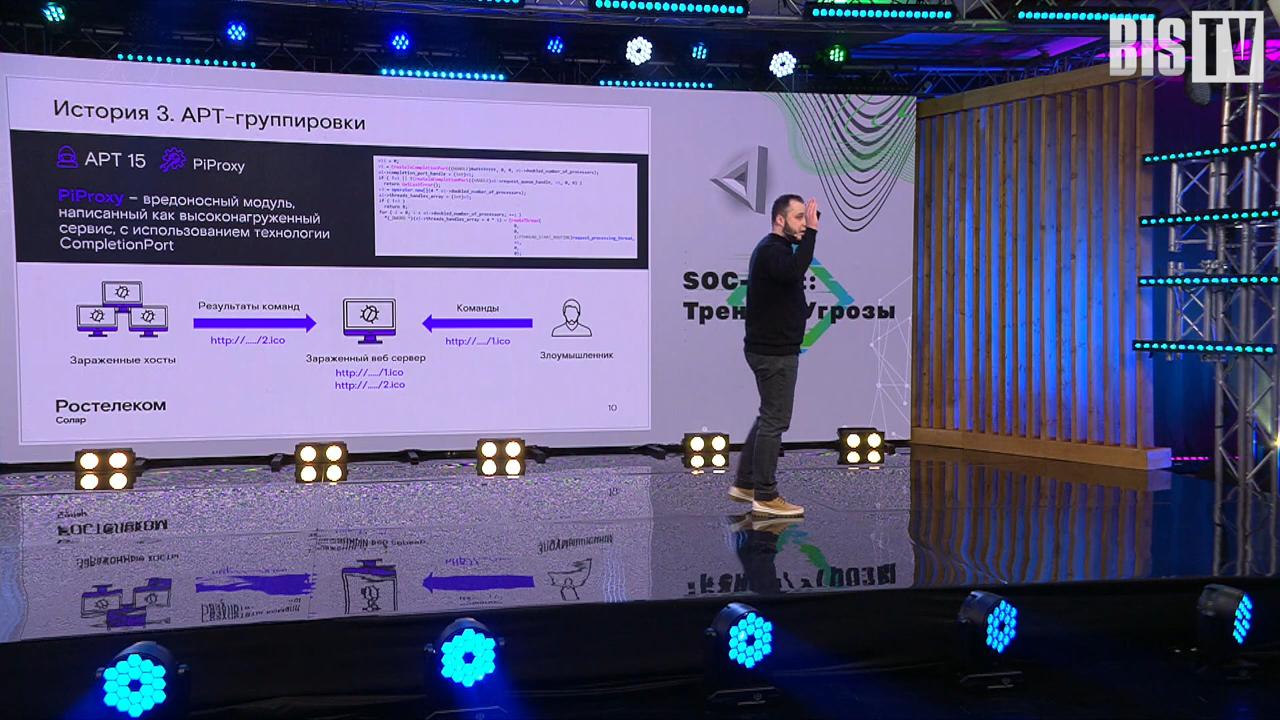 BIS TV
История 3. APT-группировки
APT 15
PiProxy
PiProxy – вредоносный модуль,
написанный как высоконагруженный
сервис, с использованием технологии
CompletionPort
Результаты команд
http://...../2.ico
Команды
http://...../1.ico
Зараженные хосты
Зараженный веб сервер
http://...../1.ico
http://...../2.ico
Злоумышленник
Ростелеком
Солар
10
SOC-
Угрозы